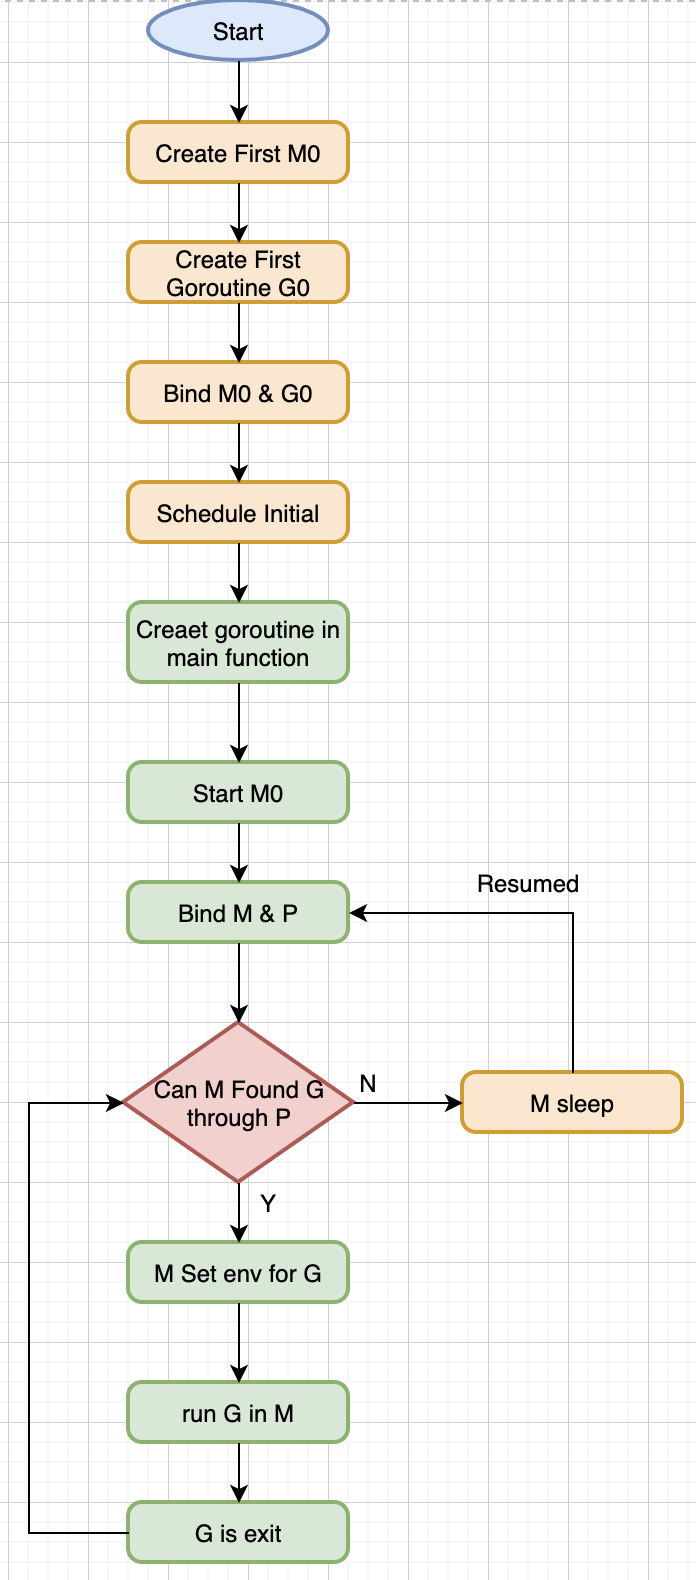 Start
Create First M0
Create First
Goroutine G0
Bind M0 & G0
Schedule Initial
Creaet goroutine in
main function
Start M0
Resumed
Bind M & P
Can M Found G
through P
N
M sleep
Y
M Set env for G
run G in M
G is exit